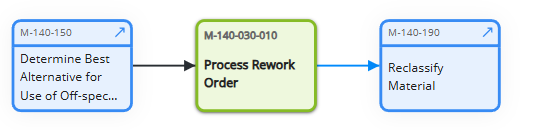 M-140-150
Determine Best
Alternative for
Use of Off-spec...
M-140-030-010
Process Rework
Order
M-140-190
Reclassify
Material